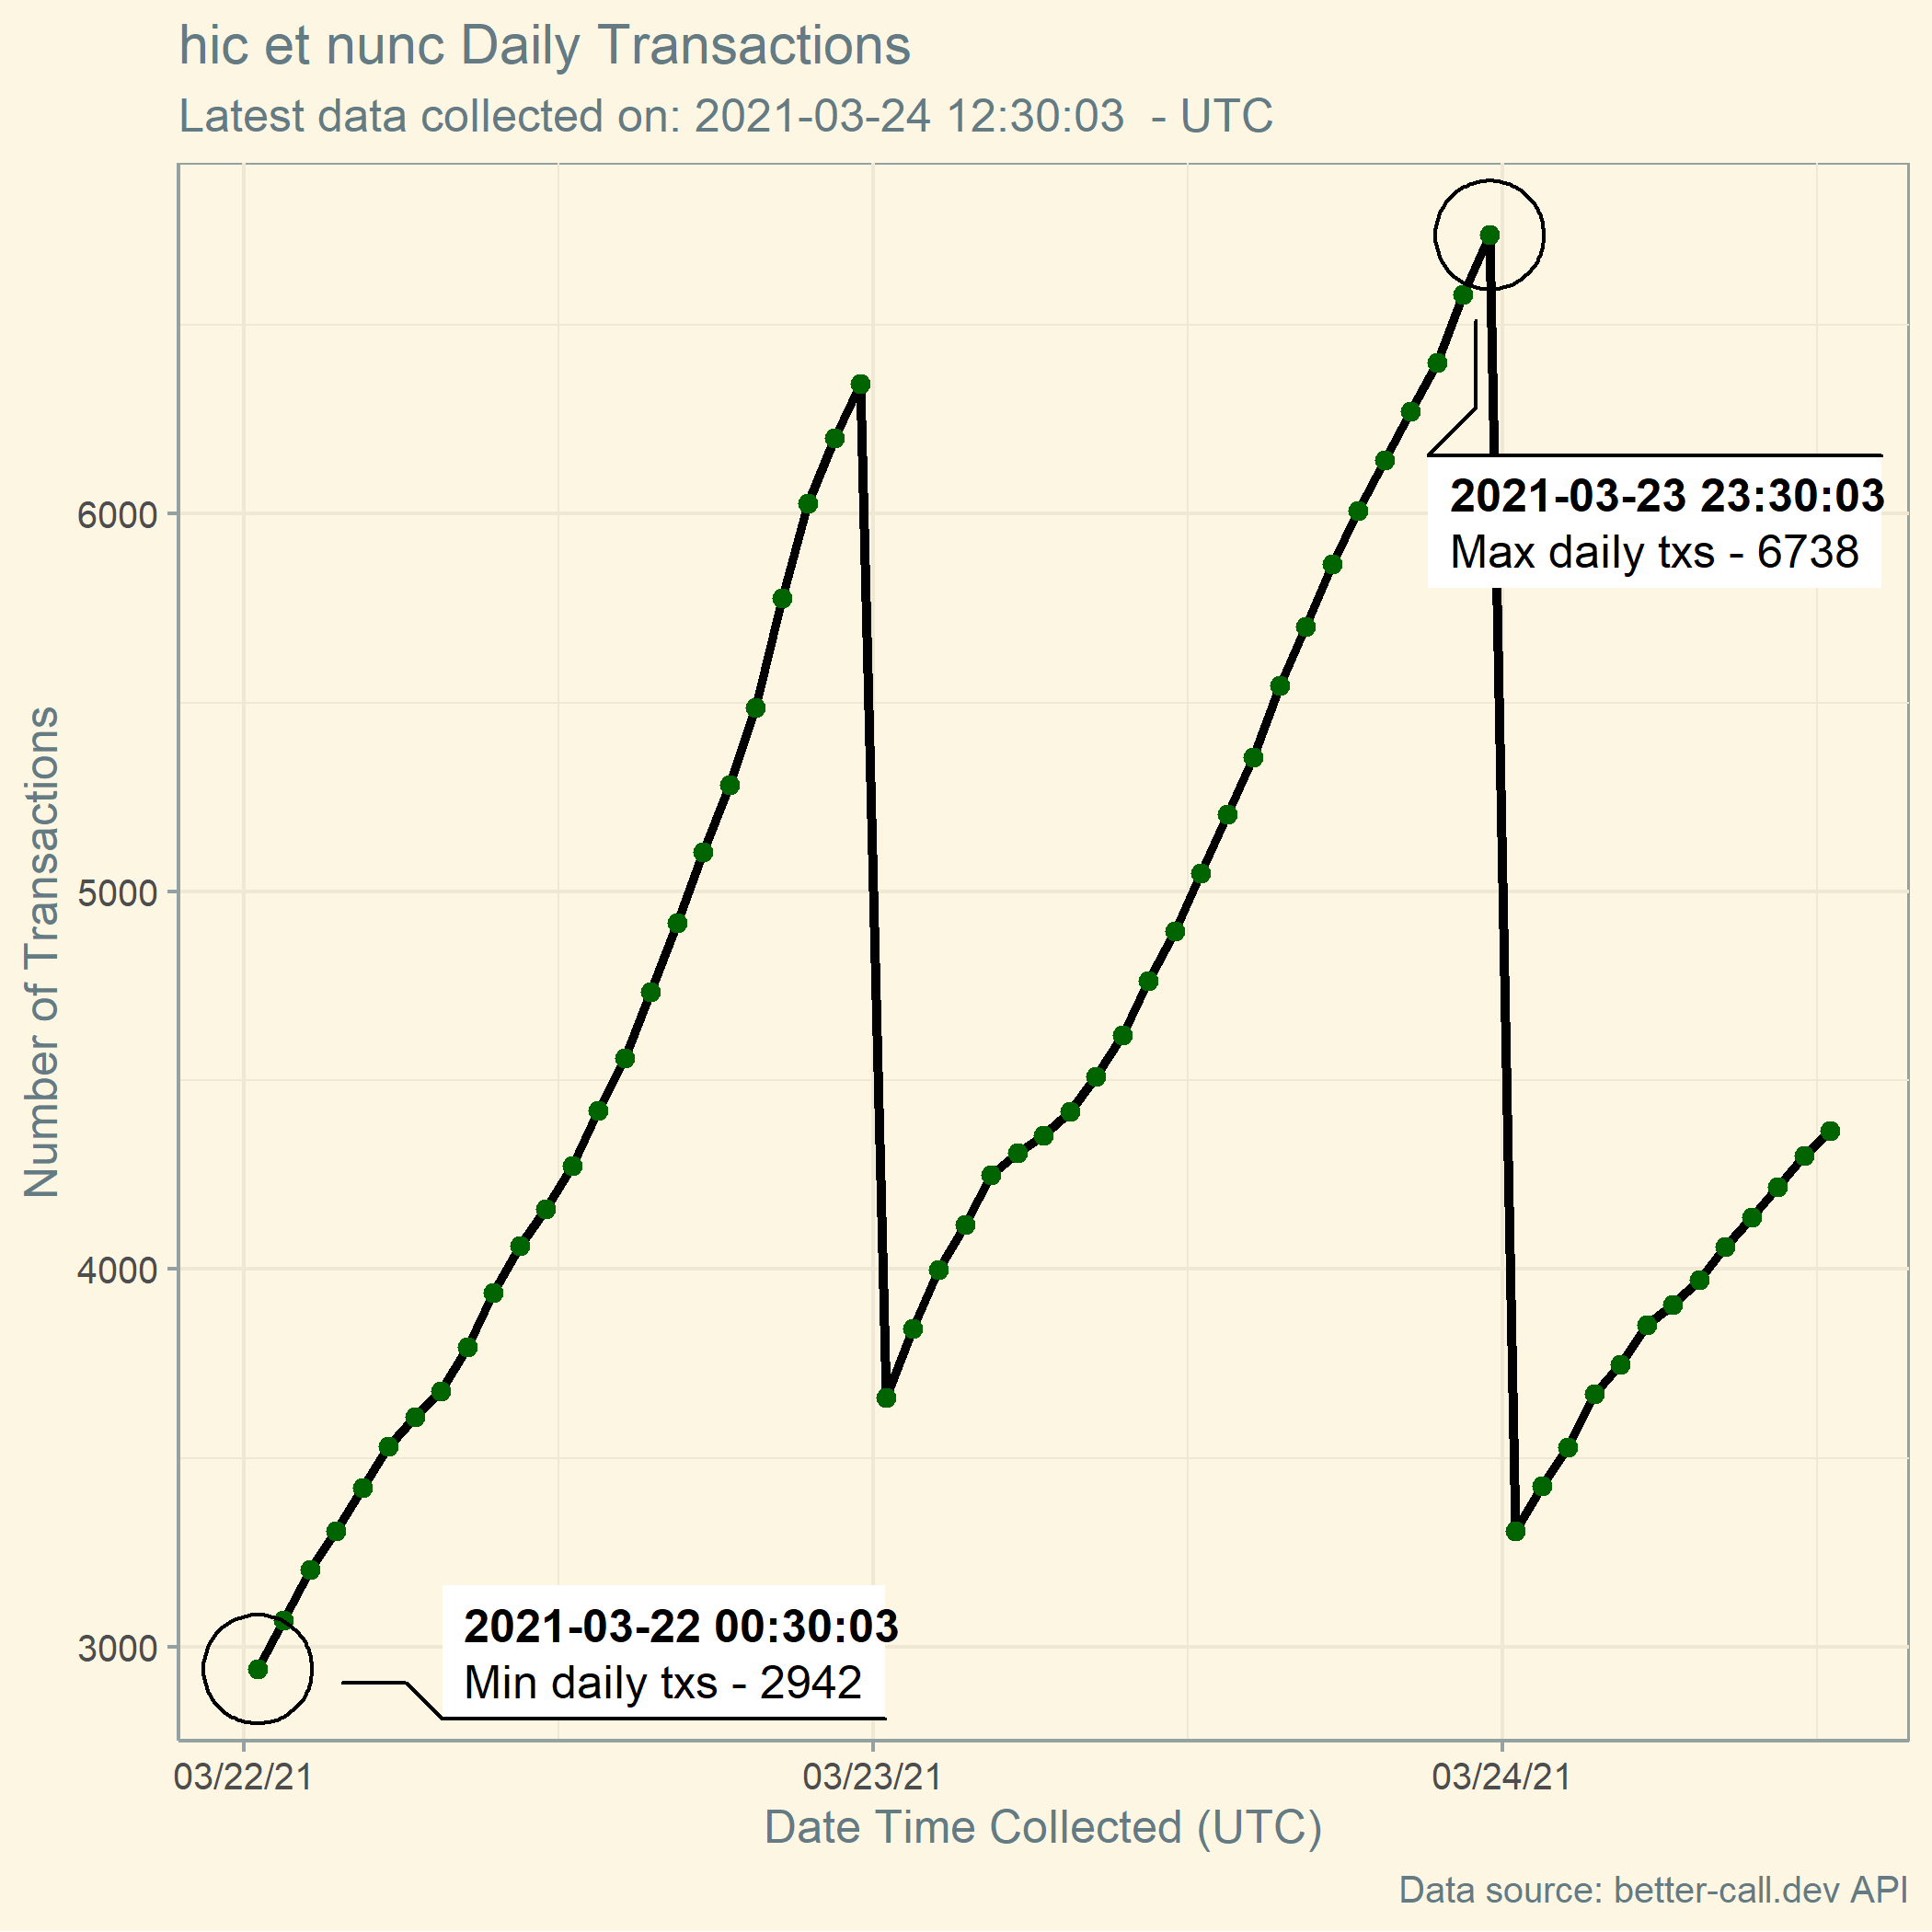 hic et nunc Daily Transactions
Latest data collected on: 2021-03-24 12:30:03  - UTC
Number of Transactions
6000
5000
4000
3000
2021-03-23 23:30:03
Max daily txs - 6738
2021-03-22 00:30:03
Min daily txs - 2942
03/22/21
03/23/21
03/24/21
Date Time Collected (UTC)
Data source: better-call.dev API